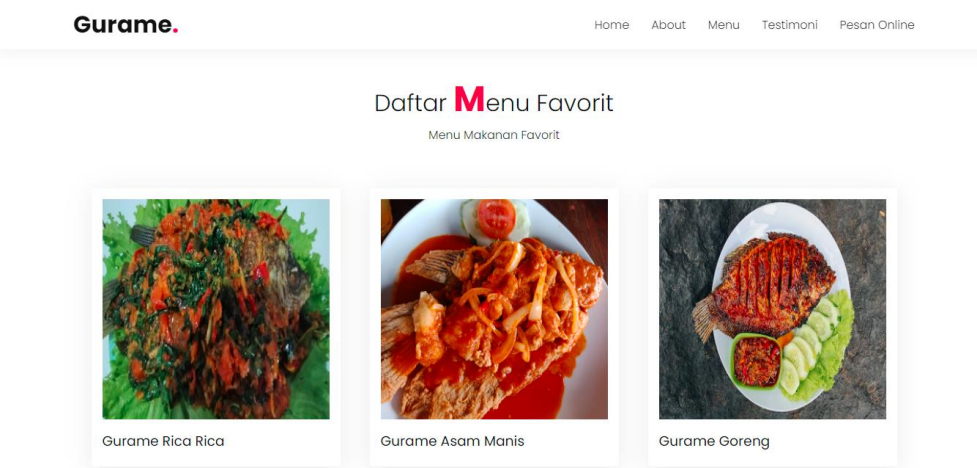 Gurame.
Home About Menu Testimoni Pesan Online
Daftar Menu Favorit
Menu Makanan Favorit
Gurame Rica Rica
Gurame Asam Manis
Gurame Goreng